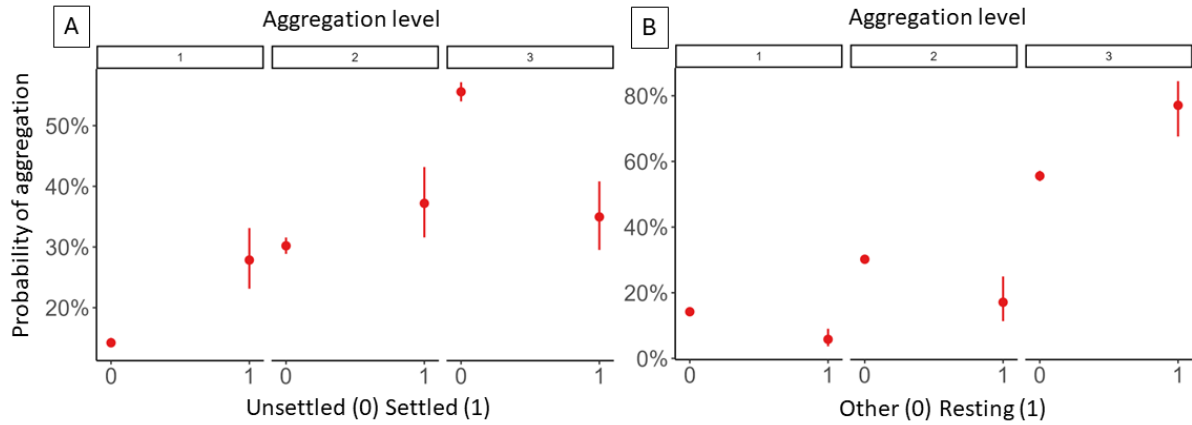 A
Aggregation level
1 2 3
Probability of aggregation
50%
40%
30%
20%
0 1 0 1 0 1
Unsettled (0) Settled (1)
B
Aggregation level
1 2 3
80%
60%
40%
20%
0%
0 1 0 1 0 1
Other (0) Resting (1)